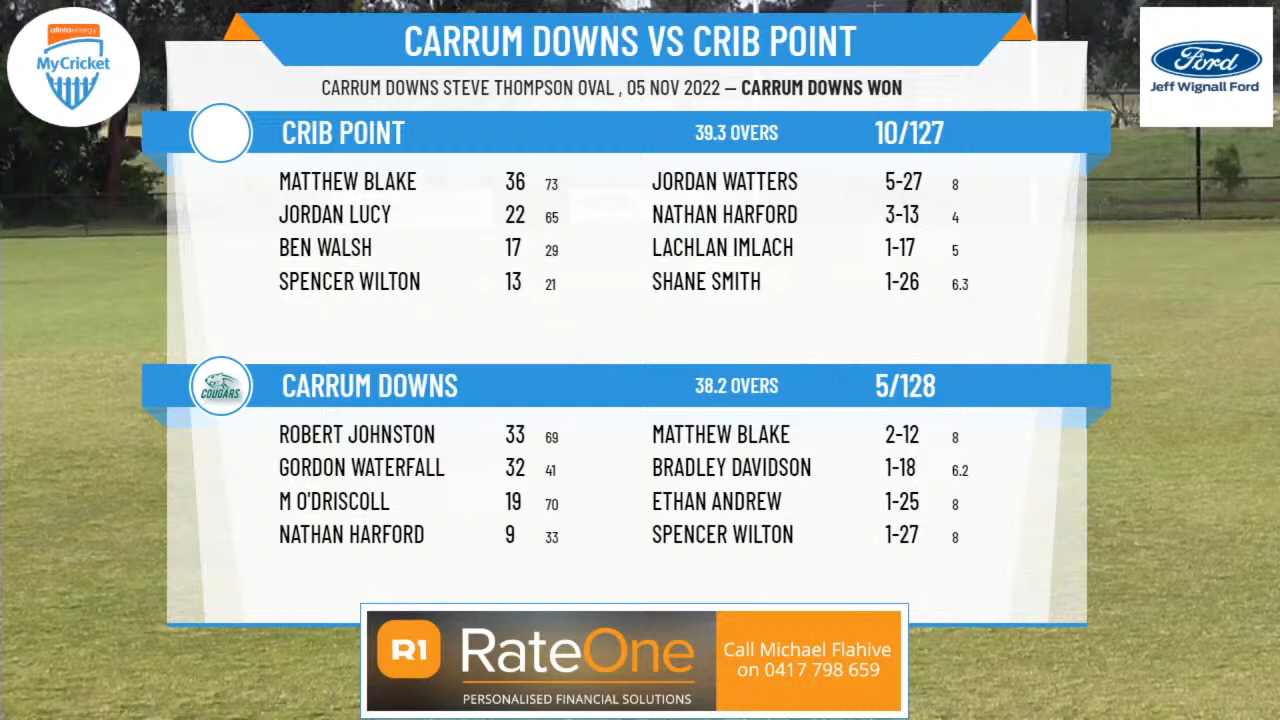 alinta energy
MyCricket
CARRUM DOWNS VS CRIB POINT
Ford
Jeff Wignall Ford
CARRUM DOWNS STEVE THOMPSON OVAL , 05 NOV 2022 – CARRUM DOWNS WON
CRIB POINT 39.3 OVERS 10/127
MATTHEW BLAKE 36 73 JORDAN WATTERS 5-27 8
JORDAN LUCY 22 65 NATHAN HARFORD 3-13 4
BEN WALSH 17 29 LACHLAN IMLACH 1-17 5
SPENCER WILTON 13 21 SHANE SMITH 1-26 6.3
COUGARS CARRUM DOWNS 38.2 OVERS 5/128
ROBERT JOHNSTON 33 69 MATTHEW BLAKE 2-12 8
GORDON WATERFALL 32 41 BRADLEY DAVIDSON 1-18 6.2
M O'DRISCOLL 19 70 ETHAN ANDREW 1-25 8
NATHAN HARFORD 9 33 SPENCER WILTON 1-27 8
R1 RateOne
PERSONALISED FINANCIAL SOLUTIONS
Call Michael Flahive
on 0417 798 659